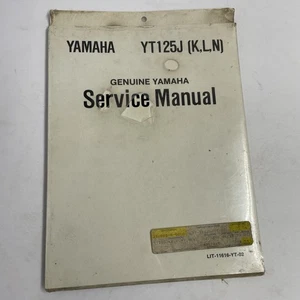 YAMAHA YT125J (K,L,N)
GENUINE YAMAHA
Service Manual
LIT-11616-YT-02